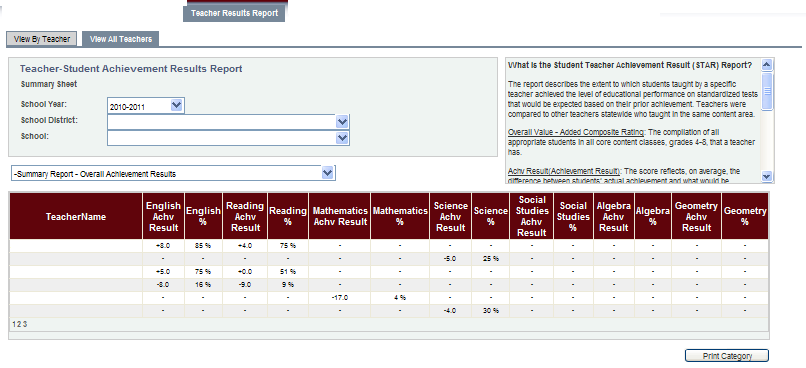 Teacher Results Report
View By Teacher
View All Teachers
Teacher-Student Achievement Results Report
Summary Sheet
School Year: 2010-2011
School District:
School:
What is the Student Teacher Achievement Result (STAR) Report?
The report describes the extent to which students taught by a specific
teacher achieved the level of educational performance on standardized tests
that would be expected based on their prior achievement. Teachers were
compared to other teachers statewide who taught in the same content area.
Overall Value - Added Composite Rating: The compilation of all
appropriate students in all core content classes, grades 4-8, that a teacher
has.
Achv Result(Achievement Result): The score reflects, on average, the
difference between students' actual achievement and what would be
-Summary Report - Overall Achievement Results
TeacherName English Achv Result English % Reading Achv Result Reading % Mathematics Achv Result Mathematics % Science Achv Result Science % Social Studies Achv Result Social Studies % Algebra Achv Result Algebra % Geometry Achv Result Geometry %
+8.0 85 % +4.0 75 % - - - - - - - - - -
- - - - - - -5.0 25 % - - - - - -
+5.0 75 % +0.0 51 % - - - - - - - - - -
-8.0 16 % -9.0 9 % - - - - - - - - - -
- - - - -17.0 4 % - - - - - - - -
- - - - - - -4.0 30 % - - - - - -
1 2 3
Print Category